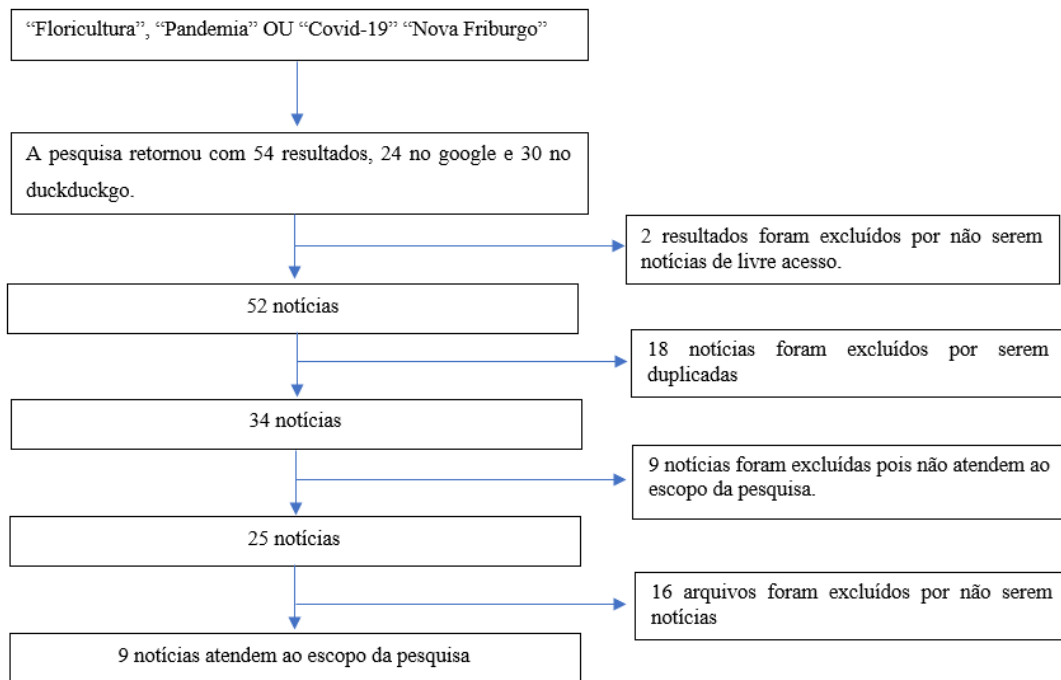 “Floricultura”, “Pandemia” OU “Covid-19” “Nova Friburgo”
A pesquisa retornou com 54 resultados, 24 no google e 30 no
duckduckgo.
2 resultados foram excluídos por não serem
notícias de livre acesso.
52 notícias
18 notícias foram excluídos por serem
duplicadas
34 notícias
9 notícias foram excluídas pois não atendem ao
escopo da pesquisa.
25 notícias
16 arquivos foram excluídos por não serem
notícias
9 notícias atendem ao escopo da pesquisa